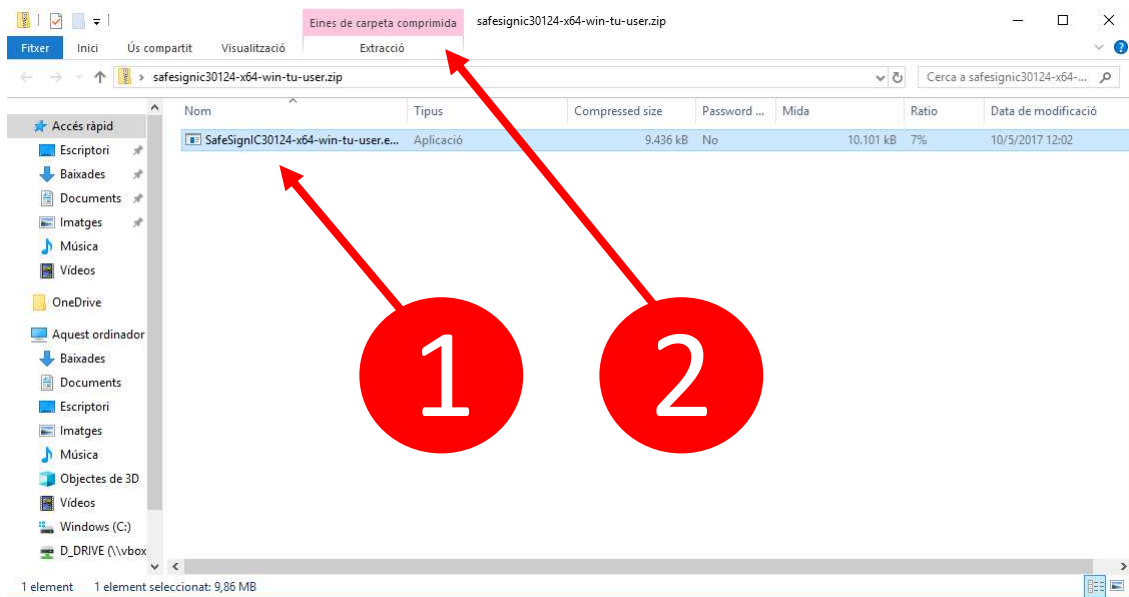 Eines de carpeta comprimida safesignic30124-x64-win-tu-user.zip
Fitxer Inici Ús compartit Visualització Extracció
safesignic30124-x64-win-tu-user.zip Cerca a safesignic30124-x64-...
Nom Tipus Compressed size Password ... Mida Ratio Data de modificació
SafeSignIC30124-x64-win-tu-user.e... Aplicació 9.436 kB No 10.101 kB 7% 10/5/2017 12:02
Accés ràpid
Escriptori
Baixades
Documents
Imatges
Música
Vídeos
OneDrive
Aquest ordinador
Baixades
Documents
Escriptori
Imatges
Música
Objectes de 3D
Vídeos
Windows (C:)
D_DRIVE (\\vbox
1
2
1 element 1 element seleccionat: 9,86 MB